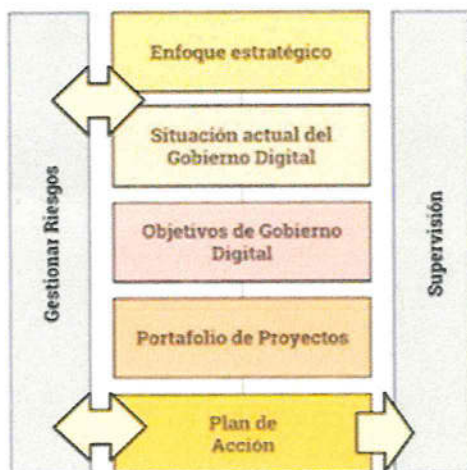 Enfoque estratégico
Situación actual del
Gobierno Digital
Objetivos de Gobierno
Digital
Portafolio de Proyectos
Plan de
Acción
Gestionar Riesgos
Supervisión